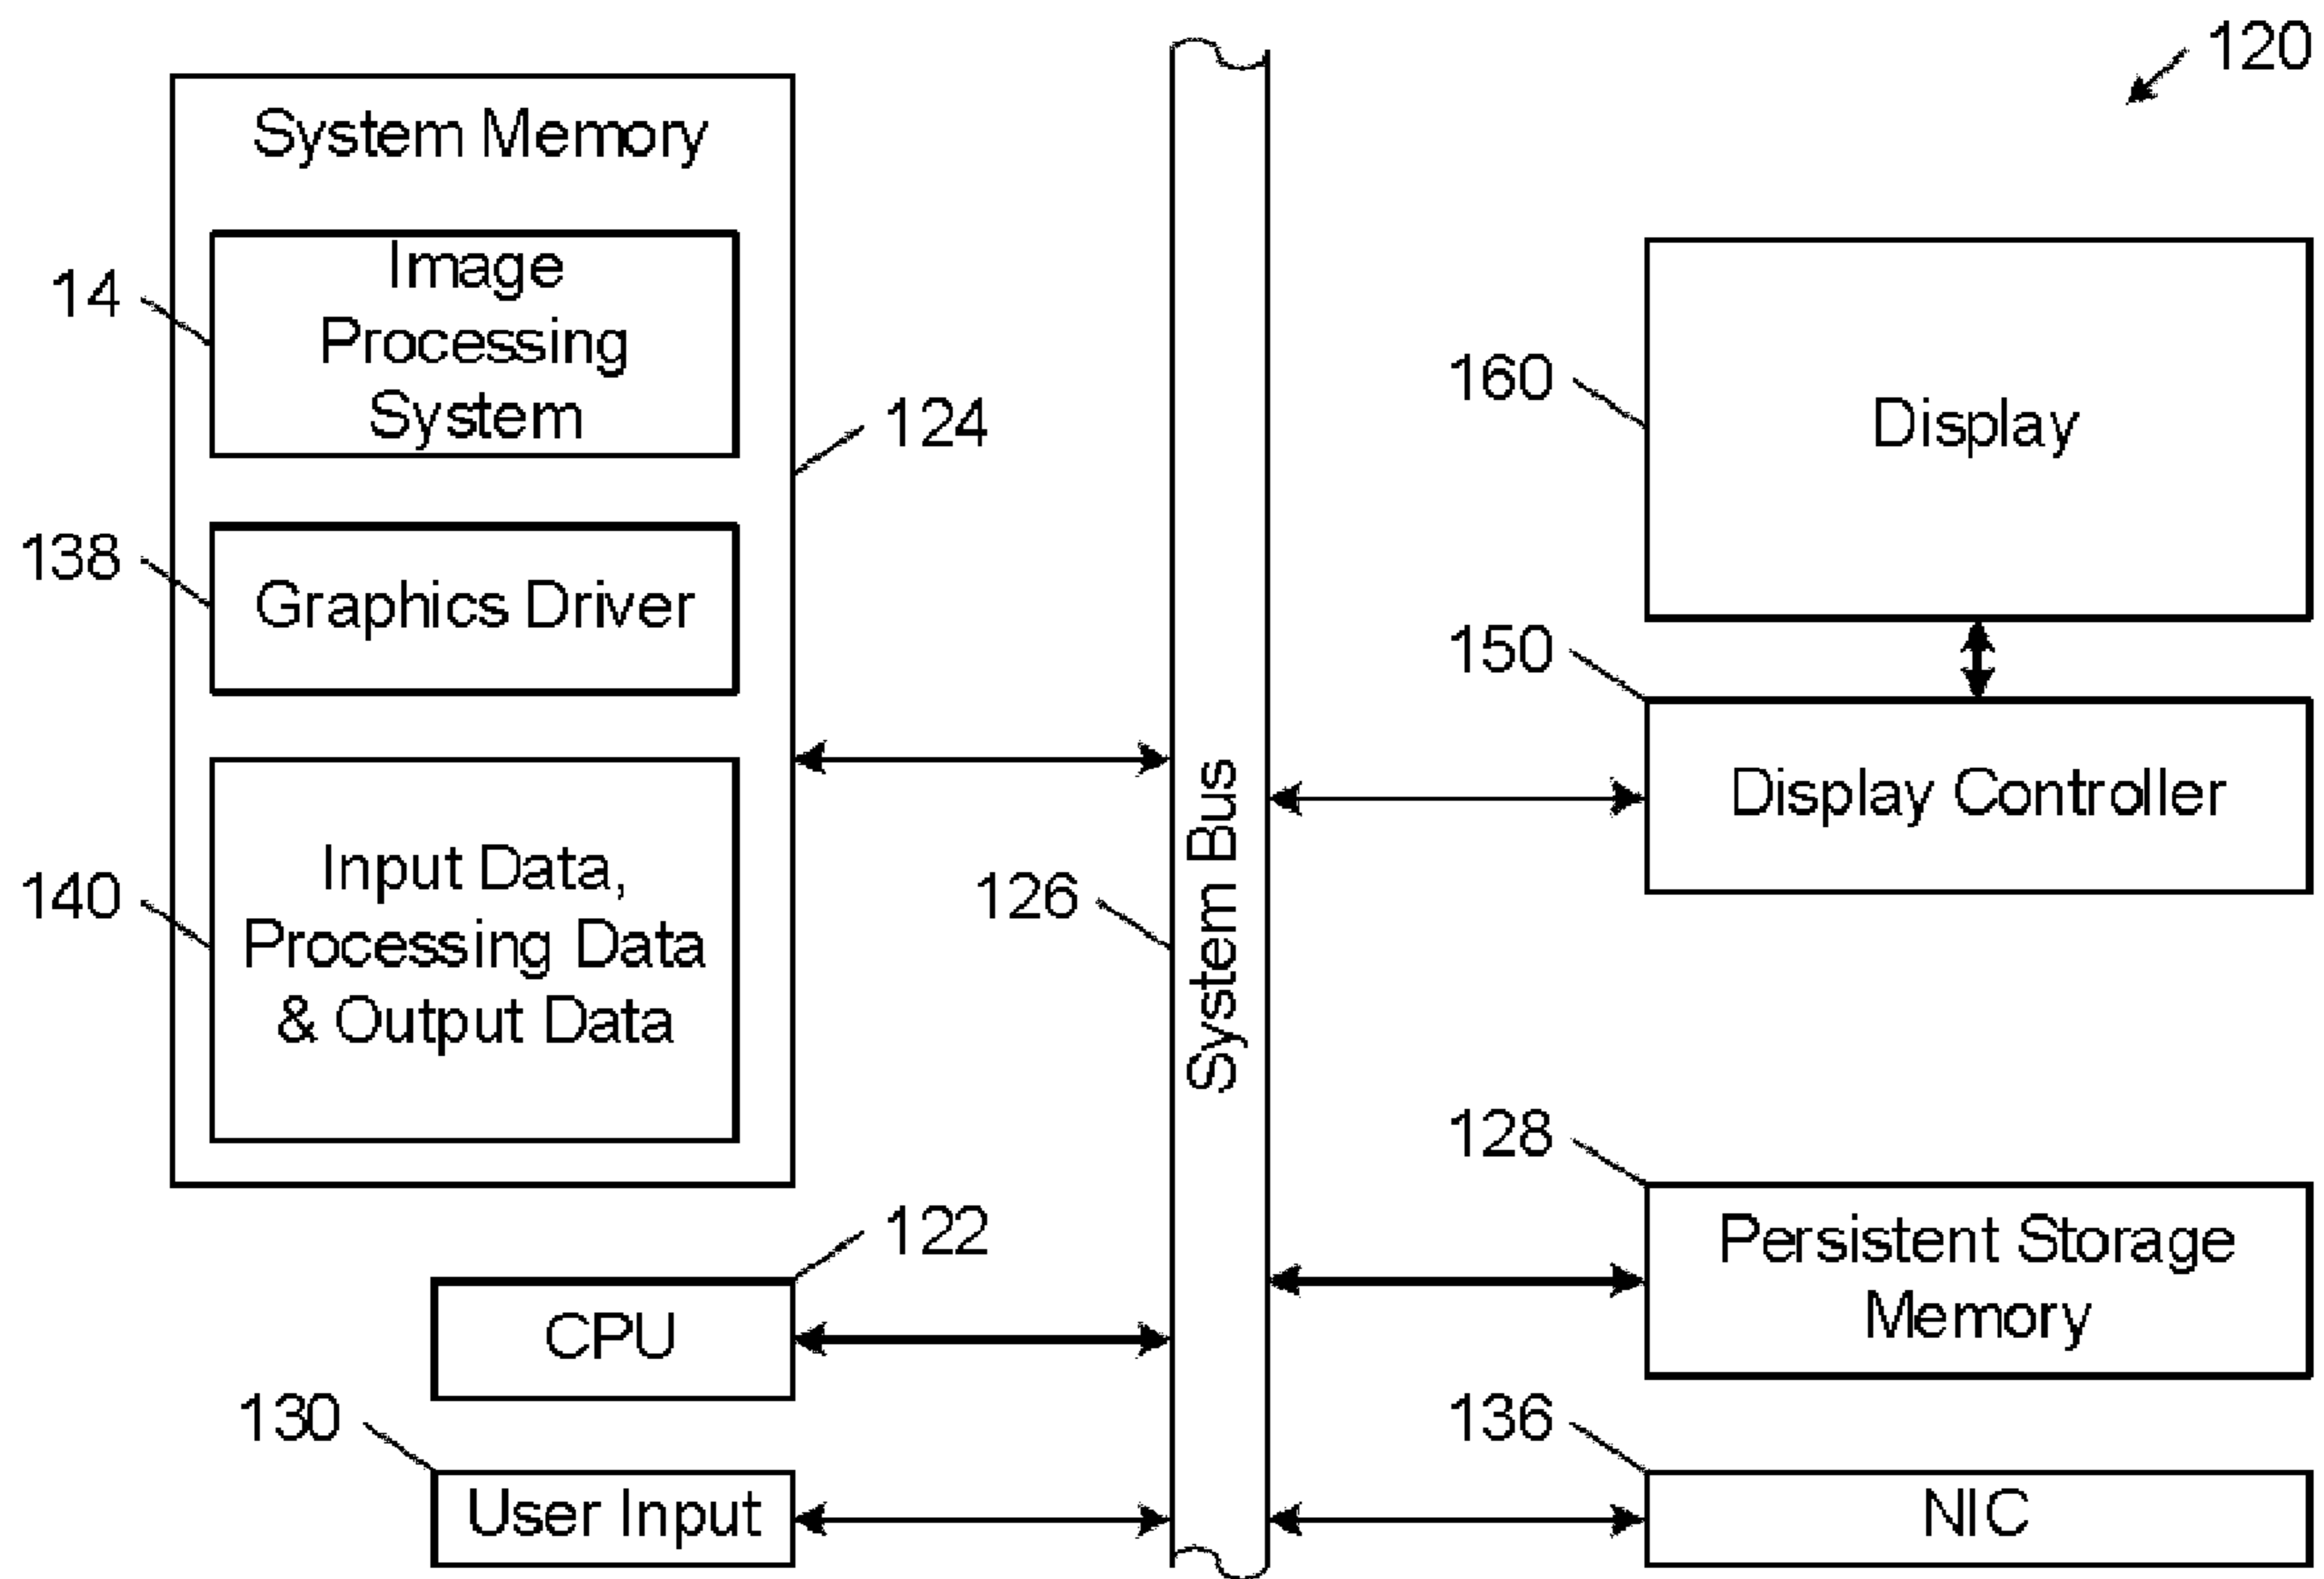 120
System Memory
Image
Processing
System
14
124
138
Graphics Driver
140
Input Data,
Processing Data
& Output Data
122
CPU
130
User Input
126
System Bus
160
Display
150
Display Controller
128
Persistent Storage
Memory
136
NIC